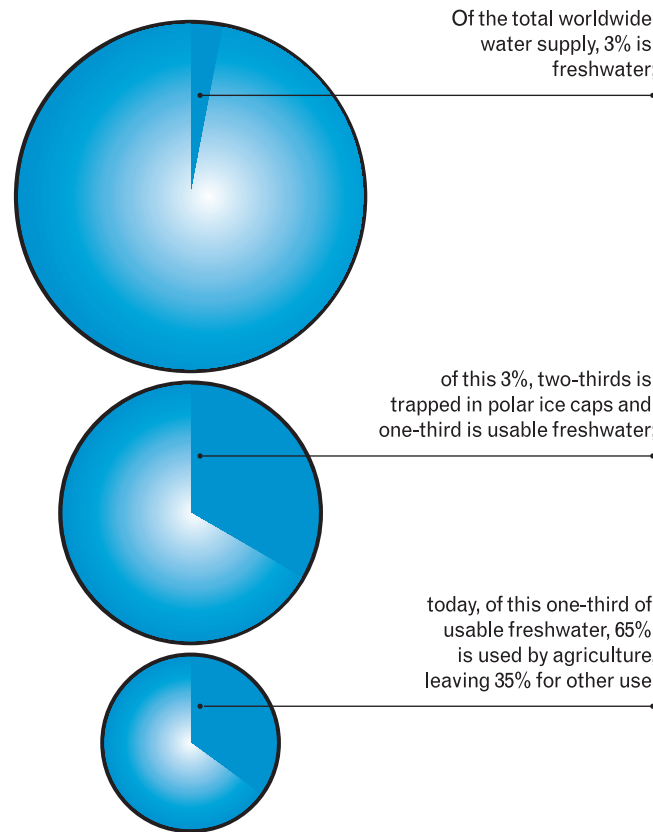 Of the total worldwide
water supply, 3% is
freshwater;
of this 3%, two-thirds is
trapped in polar ice caps and
one-third is usable freshwater;
today, of this one-third of
usable freshwater, 65%
is used by agriculture,
leaving 35% for other use